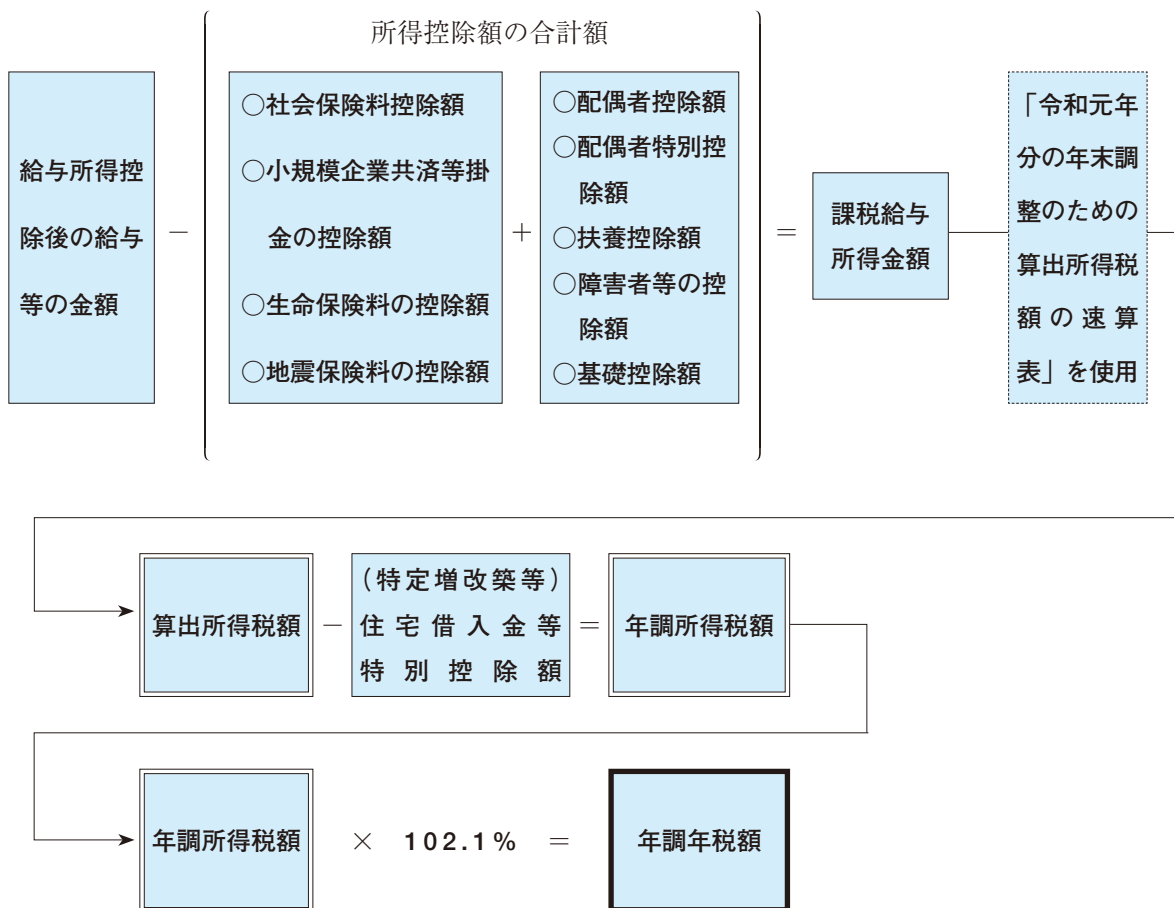 所得控除額の合計額
給与所得控
除後の給与
等の金額
−
○社会保険料控除額
○小規模企業共済等掛
金の控除額
○生命保険料の控除額
○地震保険料の控除額
+
○配偶者控除額
○配偶者特別控
除額
○扶養控除額
○障害者等の控
除額
○基礎控除額
=
課税給与
所得金額
「令和元年
分の年末調
整のための
算出所得税
額の速算
表」を使用
算出所得税額
−
(特定増改築等)
住宅借入金等
特別控除額
=
年調所得税額
年調所得税額
× 102.1% =
年調年税額